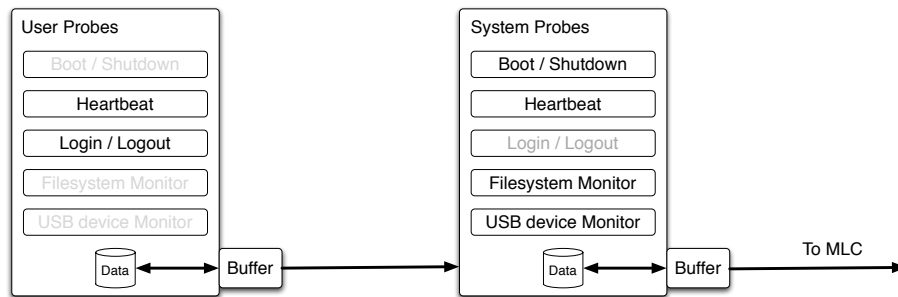 User Probes
Boot / Shutdown
Heartbeat
Login / Logout
Filesystem Monitor
USB device Monitor
Data
Buffer
System Probes
Boot / Shutdown
Heartbeat
Login / Logout
Filesystem Monitor
USB device Monitor
Data
Buffer
To MLC